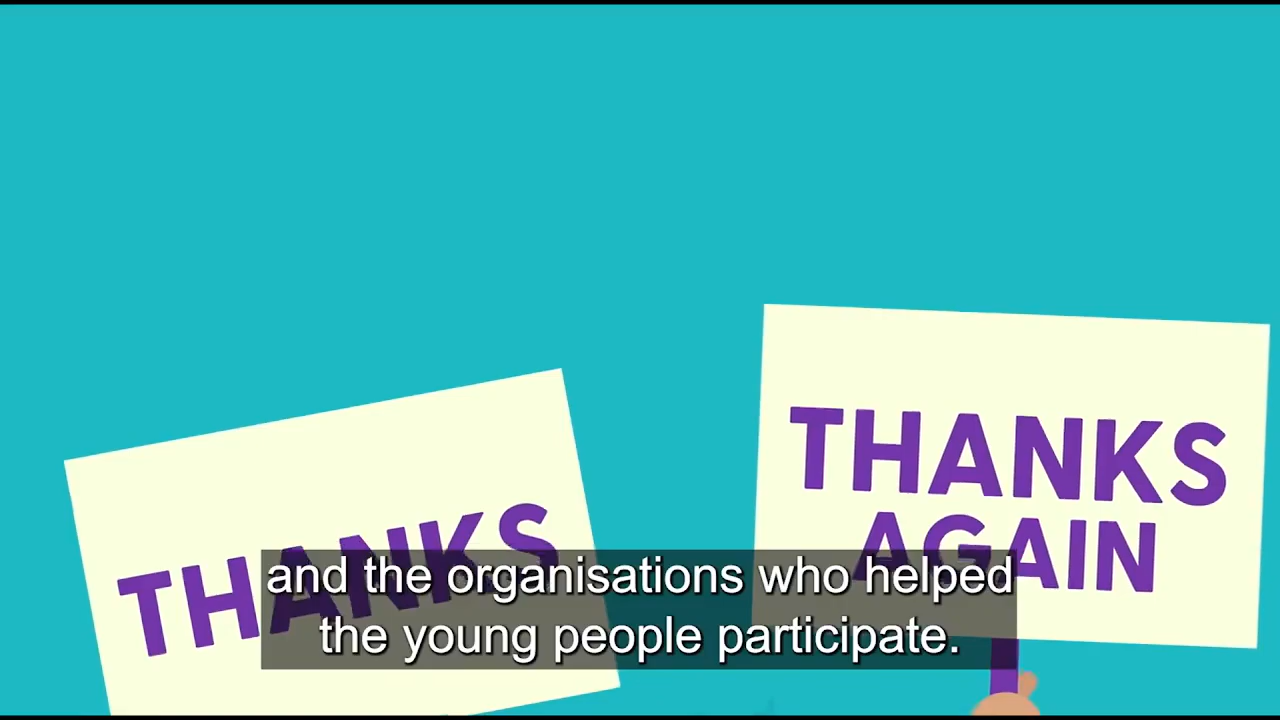 THANKS
THANKS
AGAIN
and the organisations who helped
the young people participate.